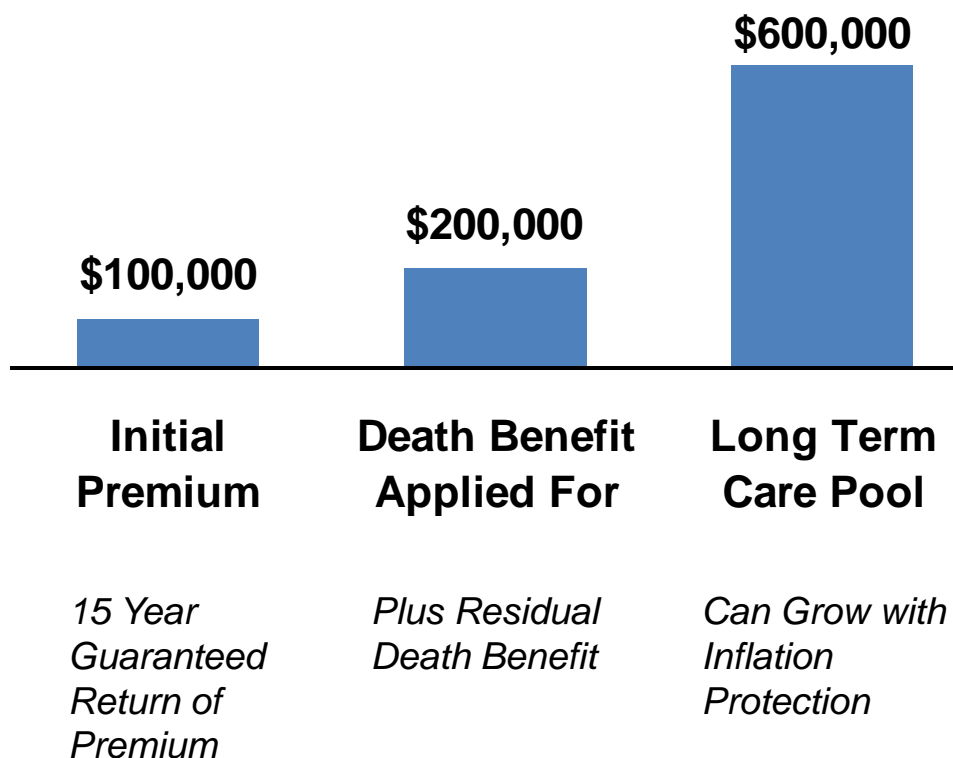 $600,000
$200,000
$100,000
Initial
Premium
Death Benefit
Applied For
Long Term
Care Pool
15 Year
Guaranteed
Return of
Premium
Plus Residual
Death Benefit
Can Grow with
Inflation
Protection